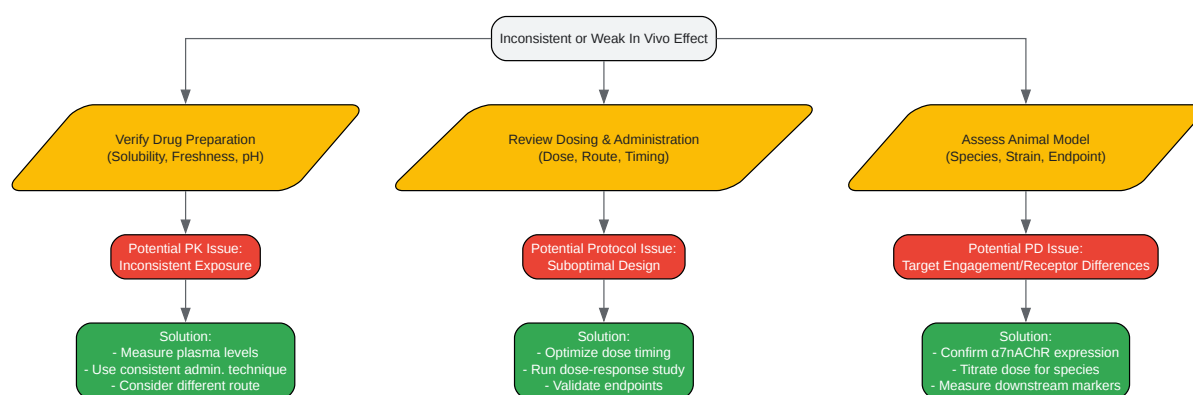 Inconsistent or Weak In Vivo Effect
Verify Drug Preparation
(Solubility, Freshness, pH)
Review Dosing & Administration
(Dose, Route, Timing)
Assess Animal Model
(Species, Strain, Endpoint)
Potential PK Issue:
Inconsistent Exposure
Potential Protocol Issue:
Suboptimal Design
Potential PD Issue:
Target Engagement/Receptor Differences
Solution:
- Measure plasma levels
- Use consistent admin. technique
- Consider different route
Solution:
- Optimize dose timing
- Run dose-response study
- Validate endpoints
Solution:
- Confirm α7nAChR expression
- Titrate dose for species
- Measure downstream markers